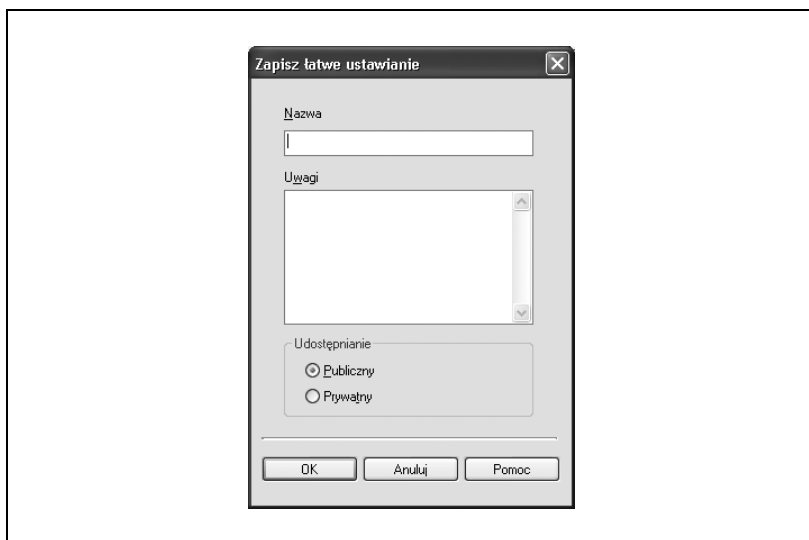 Zapisz łatwe ustawianie
Nazwa
Uwagi
Udostępnianie
Publiczny
Prywatny
OK Anuluj Pomoc